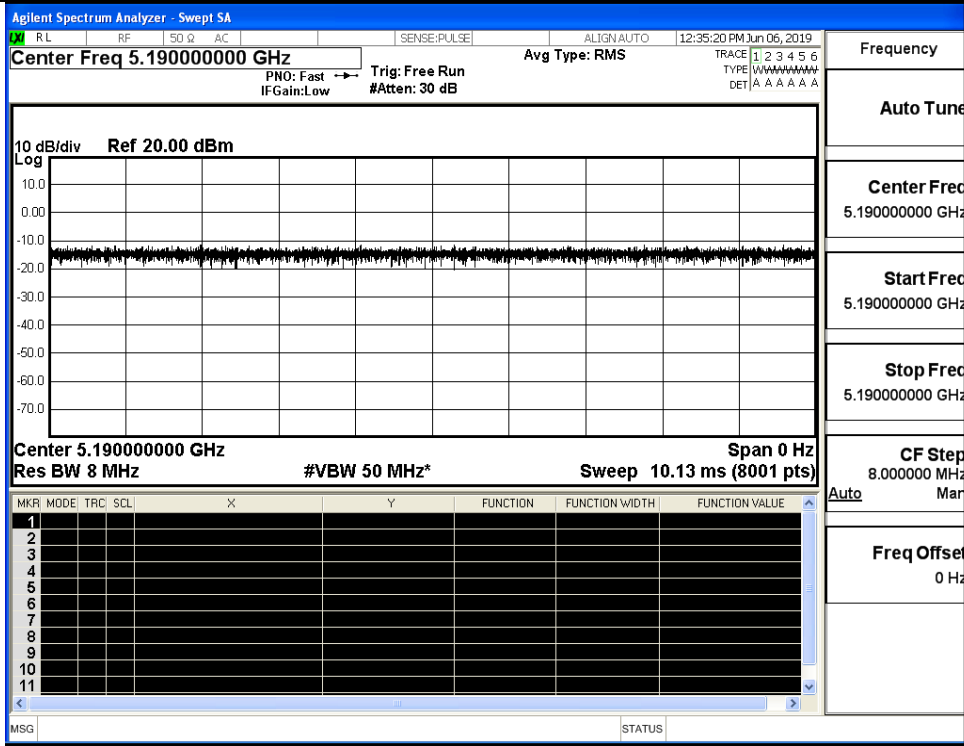 Agilent Spectrum Analyzer - Swept SA
LXI RL RF 50 Ω AC SENSE:PULSE ALIGN AUTO 12:35:20 PM Jun 06, 2019
Center Freq 5.190000000 GHz
Avg Type: RMS
TRACE 1 2 3 4 5 6
PNO: Fast
Trig: Free Run
TYPE WWWWWW
IFGain:Low
#Atten: 30 dB
DET A A A A A A
10 dB/div Ref 20.00 dBm
Log
10.0
0.00
-10.0
-20.0
-30.0
-40.0
-50.0
-60.0
-70.0
Center 5.190000000 GHz Span 0 Hz
Res BW 8 MHz #VBW 50 MHz* Sweep 10.13 ms (8001 pts)
MKR MODE TRC SCL X Y FUNCTION FUNCTION WIDTH FUNCTION VALUE
1
2
3
4
5
6
7
8
9
10
11
MSG STATUS
Frequency
Auto Tune
Center Freq
5.190000000 GHz
Start Freq
5.190000000 GHz
Stop Freq
5.190000000 GHz
CF Step
8.000000 MHz
Auto Man
Freq Offset
0 Hz